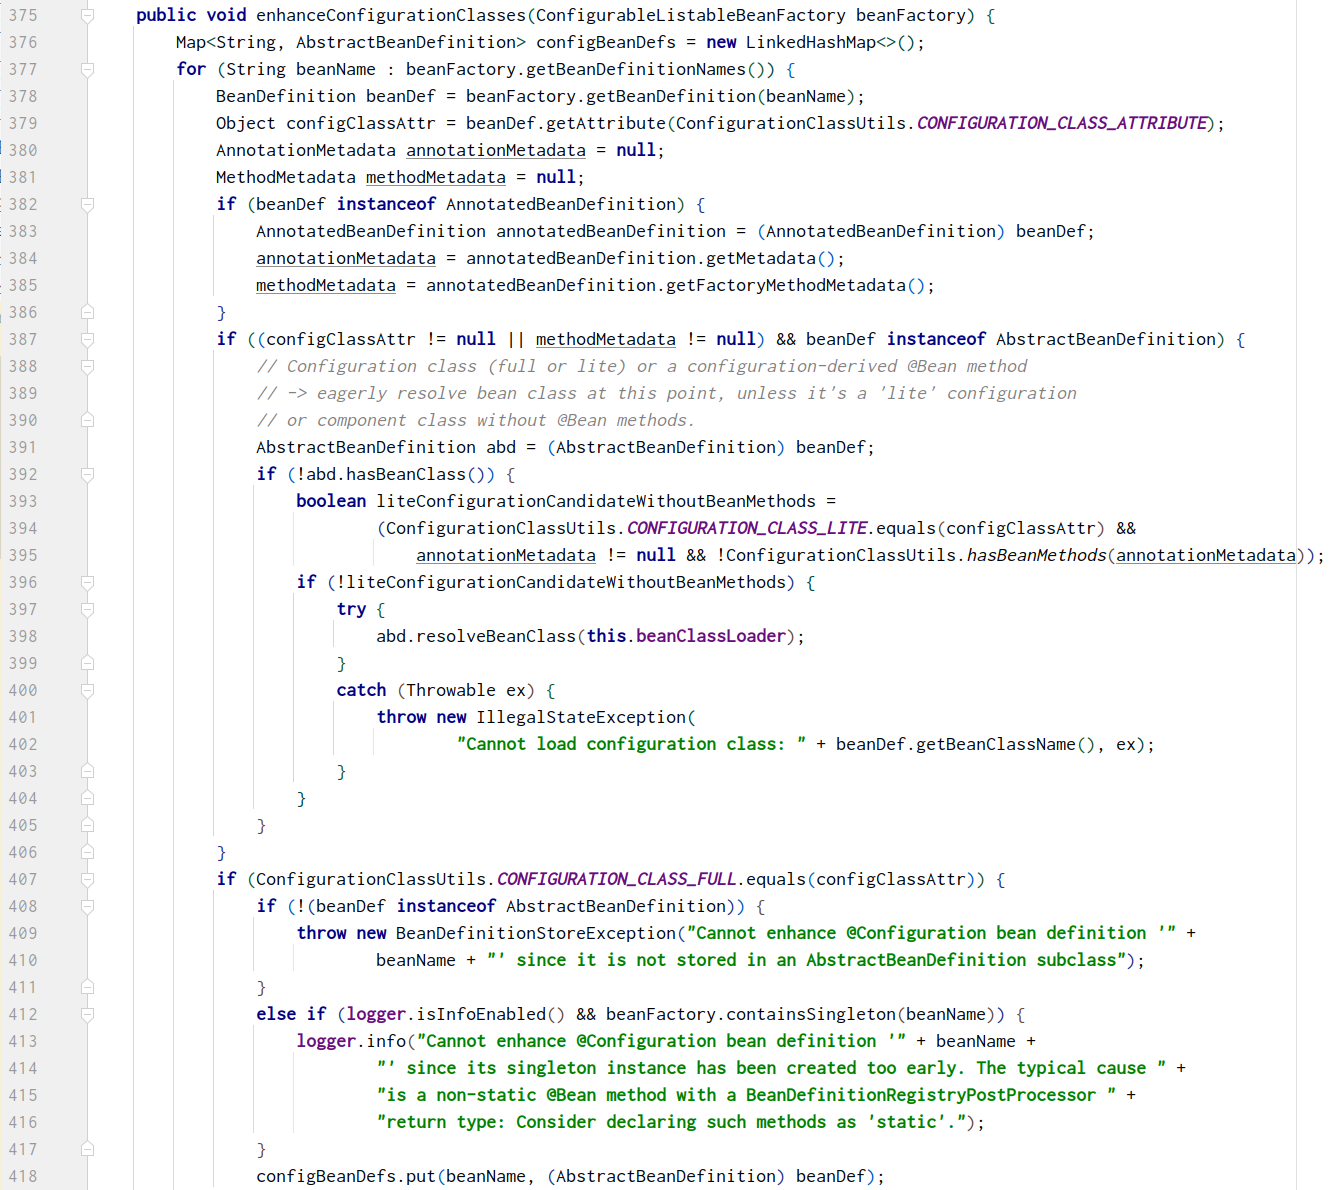 375 public void enhanceConfigurationClasses(ConfigurableListableBeanFactory beanFactory) {
376 Map<String, AbstractBeanDefinition> configBeanDefs = new LinkedHashMap<>();
377 for (String beanName : beanFactory.getBeanDefinitionNames()) {
378 BeanDefinition beanDef = beanFactory.getBeanDefinition(beanName);
379 Object configClassAttr = beanDef.getAttribute(ConfigurationClassUtils.CONFIGURATION_CLASS_ATTRIBUTE);
380 AnnotationMetadata annotationMetadata = null;
381 MethodMetadata methodMetadata = null;
382 if (beanDef instanceof AnnotatedBeanDefinition) {
383 AnnotatedBeanDefinition annotatedBeanDefinition = (AnnotatedBeanDefinition) beanDef;
384 annotationMetadata = annotatedBeanDefinition.getMetadata();
385 methodMetadata = annotatedBeanDefinition.getFactoryMethodMetadata();
386 }
387 if ((configClassAttr != null || methodMetadata != null) && beanDef instanceof AbstractBeanDefinition) {
388 // Configuration class (full or lite) or a configuration-derived @Bean method
389 // -> eagerly resolve bean class at this point, unless it's a 'lite' configuration
390 // or component class without @Bean methods.
391 AbstractBeanDefinition abd = (AbstractBeanDefinition) beanDef;
392 if (!abd.hasBeanClass()) {
393 boolean liteConfigurationCandidateWithoutBeanMethods =
394 (ConfigurationClassUtils.CONFIGURATION_CLASS_LITE.equals(configClassAttr) &&
395 annotationMetadata != null && !ConfigurationClassUtils.hasBeanMethods(annotationMetadata));
396 if (!liteConfigurationCandidateWithoutBeanMethods) {
397 try {
398 abd.resolveBeanClass(this.beanClassLoader);
399 }
400 catch (Throwable ex) {
401 throw new IllegalStateException(
402 "Cannot load configuration class: " + beanDef.getBeanClassName(), ex);
403 }
404 }
405 }
406 }
407 if (ConfigurationClassUtils.CONFIGURATION_CLASS_FULL.equals(configClassAttr)) {
408 if (!(beanDef instanceof AbstractBeanDefinition)) {
409 throw new BeanDefinitionStoreException("Cannot enhance @Configuration bean definition '" +
410 beanName + "' since it is not stored in an AbstractBeanDefinition subclass");
411 }
412 else if (logger.isInfoEnabled() && beanFactory.containsSingleton(beanName)) {
413 logger.info("Cannot enhance @Configuration bean definition '" + beanName +
414 "' since its singleton instance has been created too early. The typical cause " +
415 "is a non-static @Bean method with a BeanDefinitionRegistryPostProcessor " +
416 "return type: Consider declaring such methods as 'static'.");
417 }
418 configBeanDefs.put(beanName, (AbstractBeanDefinition) beanDef);